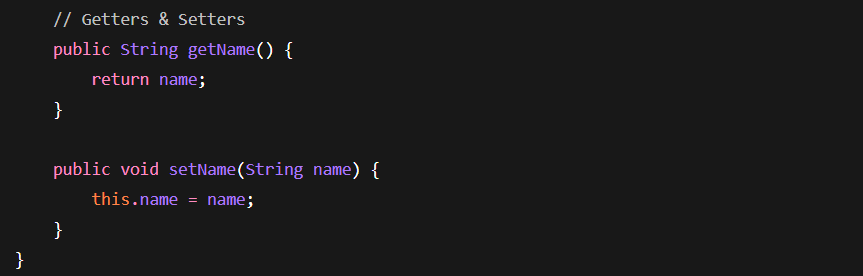 // Getters & Setters
    public String getName() {
        return name;
    }

    public void setName(String name) {
        this.name = name;
    }
}